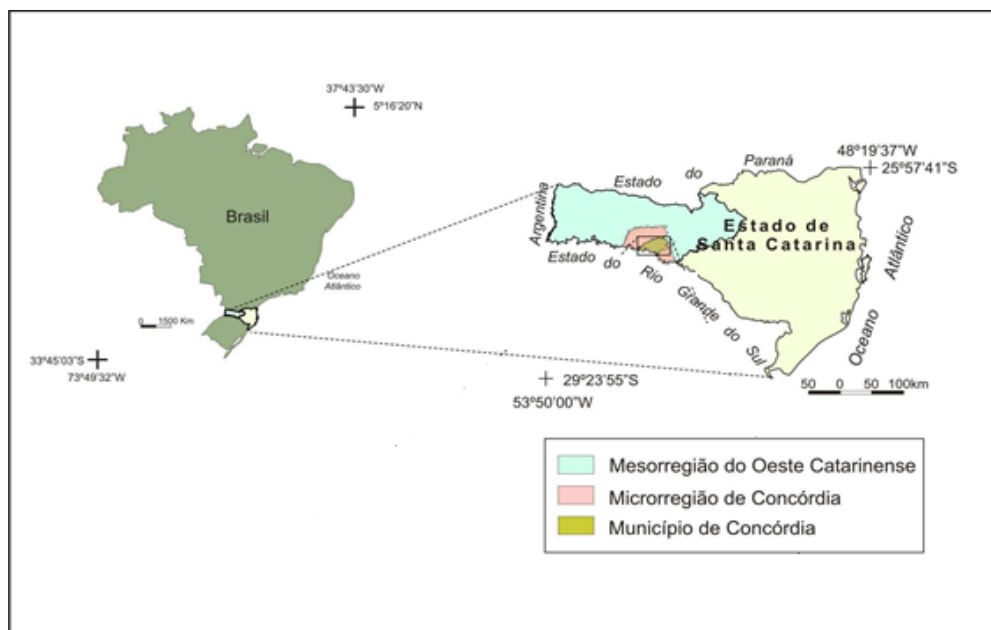 37º43'30"W
5º16'20"N
Brasil
Oceano
Atlântico
0 1500 Km
33º45'03"S
73º49'32"W
48º19'37"W
25º57'41"S
Estado do Paraná
Argentina
Estado de
Santa Catarina
Estado do Rio Grande do Sul
Oceano Atlântico
29º23'55"S
53º50'00"W
50 0 50 100km
Mesorregião do Oeste Catarinense
Microrregião de Concórdia
Município de Concórdia